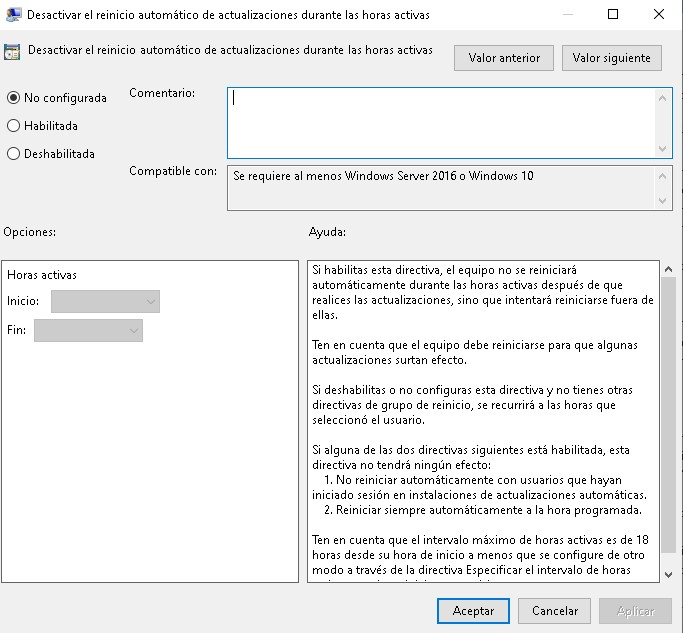 Desactivar el reinicio automático de actualizaciones durante las horas activas
Desactivar el reinicio automático de actualizaciones durante las horas activas
Valor anterior
Valor siguiente
No configurada
Habilitada
Deshabilitada
Comentario:
Compatible con:
Se requiere al menos Windows Server 2016 o Windows 10
Opciones:
Ayuda:
Horas activas
Inicio:
Fin:
Si habilitas esta directiva, el equipo no se reiniciará
automáticamente durante las horas activas después de que
realices las actualizaciones, sino que intentará reiniciarse fuera de
ellas.
Ten en cuenta que el equipo debe reiniciarse para que algunas
actualizaciones surtan efecto.
Si deshabilitas o no configuras esta directiva y no tienes otras
directivas de grupo de reinicio, se recurrirá a las horas que
seleccionó el usuario.
Si alguna de las dos directivas siguientes está habilitada, esta
directiva no tendrá ningún efecto:
1. No reiniciar automáticamente con usuarios que hayan
iniciado sesión en instalaciones de actualizaciones automáticas.
2. Reiniciar siempre automáticamente a la hora programada.
Ten en cuenta que el intervalo máximo de horas activas es de 18
horas desde su hora de inicio a menos que se configure de otro
modo a través de la directiva Especificar el intervalo de horas
Aceptar
Cancelar
Aplicar